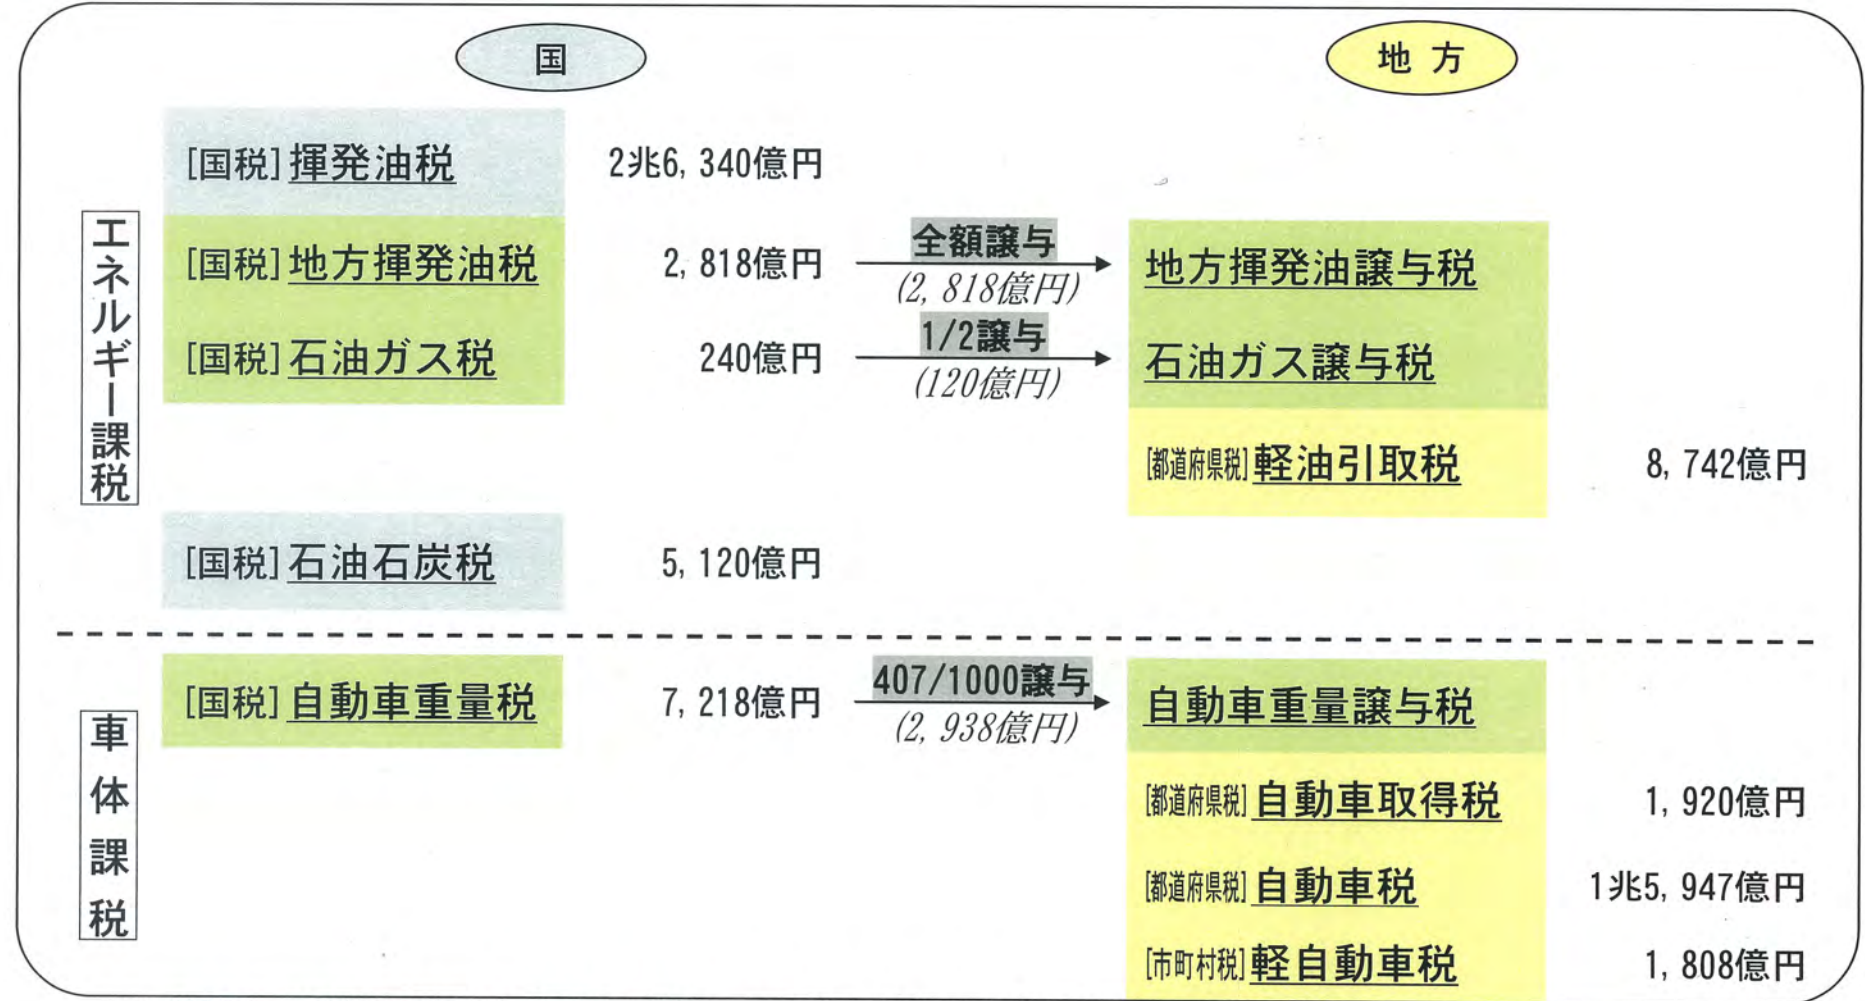 国
地方
エネルギー課税
[国税]揮発油税 2兆6,340億円
[国税]地方揮発油税 2,818億円 全額譲与 (2,818億円) 地方揮発油譲与税
[国税]石油ガス税 240億円 1/2譲与 (120億円) 石油ガス譲与税
[都道府県税]軽油引取税 8,742億円
[国税]石油石炭税 5,120億円
車体課税
[国税]自動車重量税 7,218億円 407/1000譲与 (2,938億円) 自動車重量譲与税
[都道府県税]自動車取得税 1,920億円
[都道府県税]自動車税 1兆5,947億円
[市町村税]軽自動車税 1,808億円